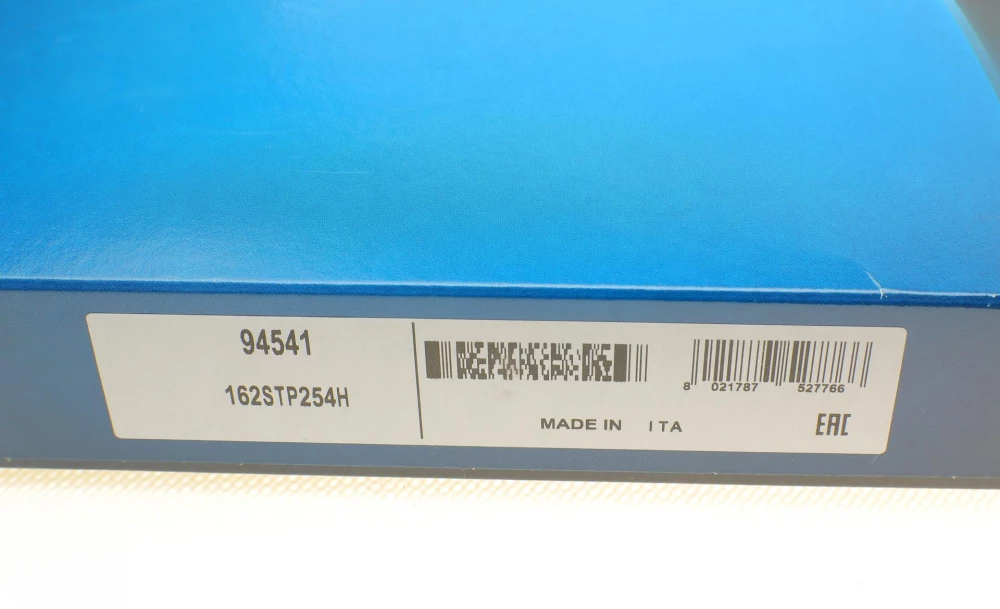 94541
162STP254H
8 021787 527766
MADE IN ITA
EAC